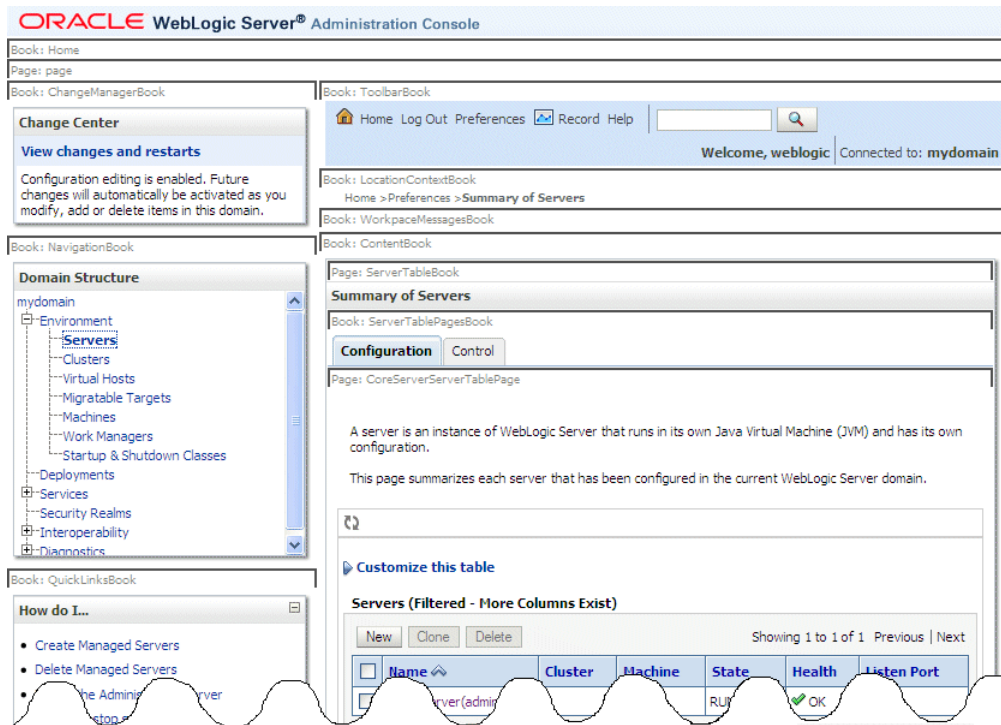 ORACLE WebLogic Server® Administration Console
Book: Home
Page: page
Book: ChangeManagerBook
Change Center
View changes and restarts
Configuration editing is enabled. Future
changes will automatically be activated as you
modify, add or delete items in this domain.
Book: NavigationBook
Domain Structure
mydomain
Environment
Servers
Clusters
Virtual Hosts
Migratable Targets
Machines
Work Managers
Startup & Shutdown Classes
Deployments
Services
Security Realms
Interoperability
Diagnostics
Book: QuickLinksBook
How do I...
Create Managed Servers
Delete Managed Servers
the Adminis erver
stop
Book: ToolbarBook
Home Log Out Preferences Record Help
Welcome, weblogic Connected to: mydomain
Book: LocationContextBook
Home >Preferences >Summary of Servers
Book: WorkpaceMessagesBook
Book: ContentBook
Page: ServerTableBook
Summary of Servers
Book: ServerTablePagesBook
Configuration Control
Page: CoreServerServerTablePage
A server is an instance of WebLogic Server that runs in its own Java Virtual Machine (JVM) and has its own
configuration.
This page summarizes each server that has been configured in the current WebLogic Server domain.
Customize this table
Servers (Filtered - More Columns Exist)
New Clone Delete Showing 1 to 1 of 1 Previous | Next
Name Cluster Machine State Health Listen Port
rver(admin RU OK